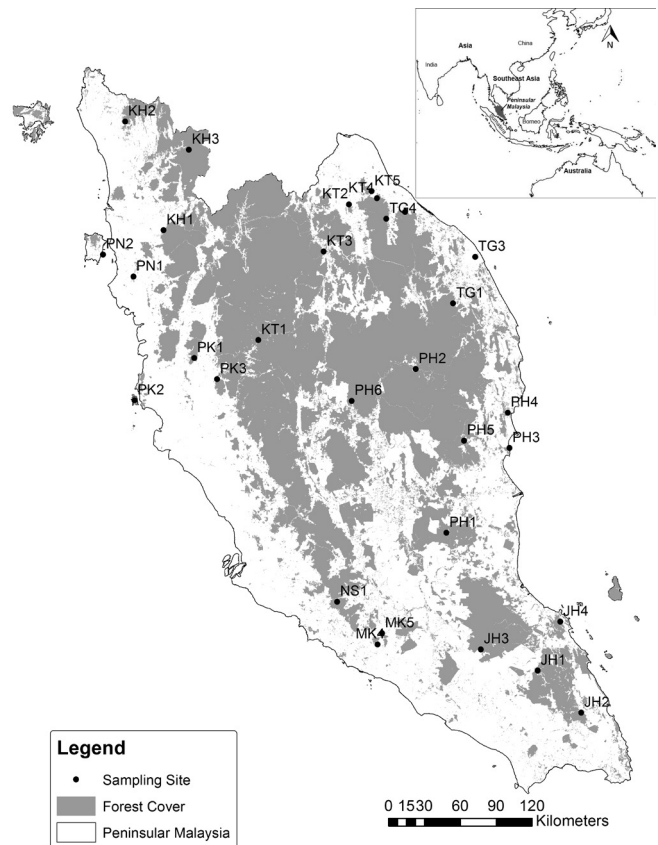 China
N
Asia
India
Southeast Asia
Peninsular
Malaysia
Borneo
Australia
KH2
KH3
KT5
KT4
KT2
TG4
KH1
PN2
KT3
TG3
PN1
TG1
KT1
PK1
PH2
PK3
PK2
PH6
PH4
PH5
PH3
PH1
NS1
JH4
MK5
JH3
JH1
JH2
Legend
Sampling Site
Forest Cover
Peninsular Malaysia
0 15 30 60 90 120
Kilometers